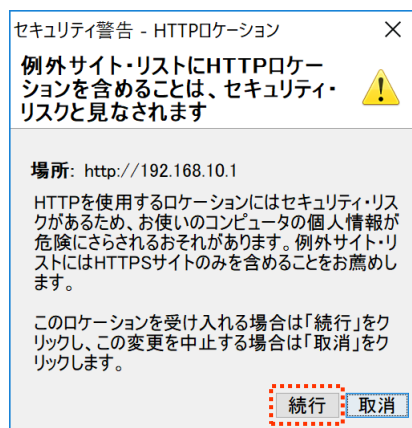 セキュリティ警告 - HTTPロケーション
例外サイト・リストにHTTPロケー
ションを含めることは、セキュリティ・
リスクと見なされます
場所: http://192.168.10.1
HTTPを使用するロケーションにはセキュリティ・リス
クがあるため、お使いのコンピュータの個人情報が
危険にさらされるおそれがあります。例外サイト・リ
ストにはHTTPSサイトのみを含めることをお薦めし
ます。
このロケーションを受け入れる場合は「続行」をク
リックし、この変更を中止する場合は「取消」をク
リックします。
続行 取消